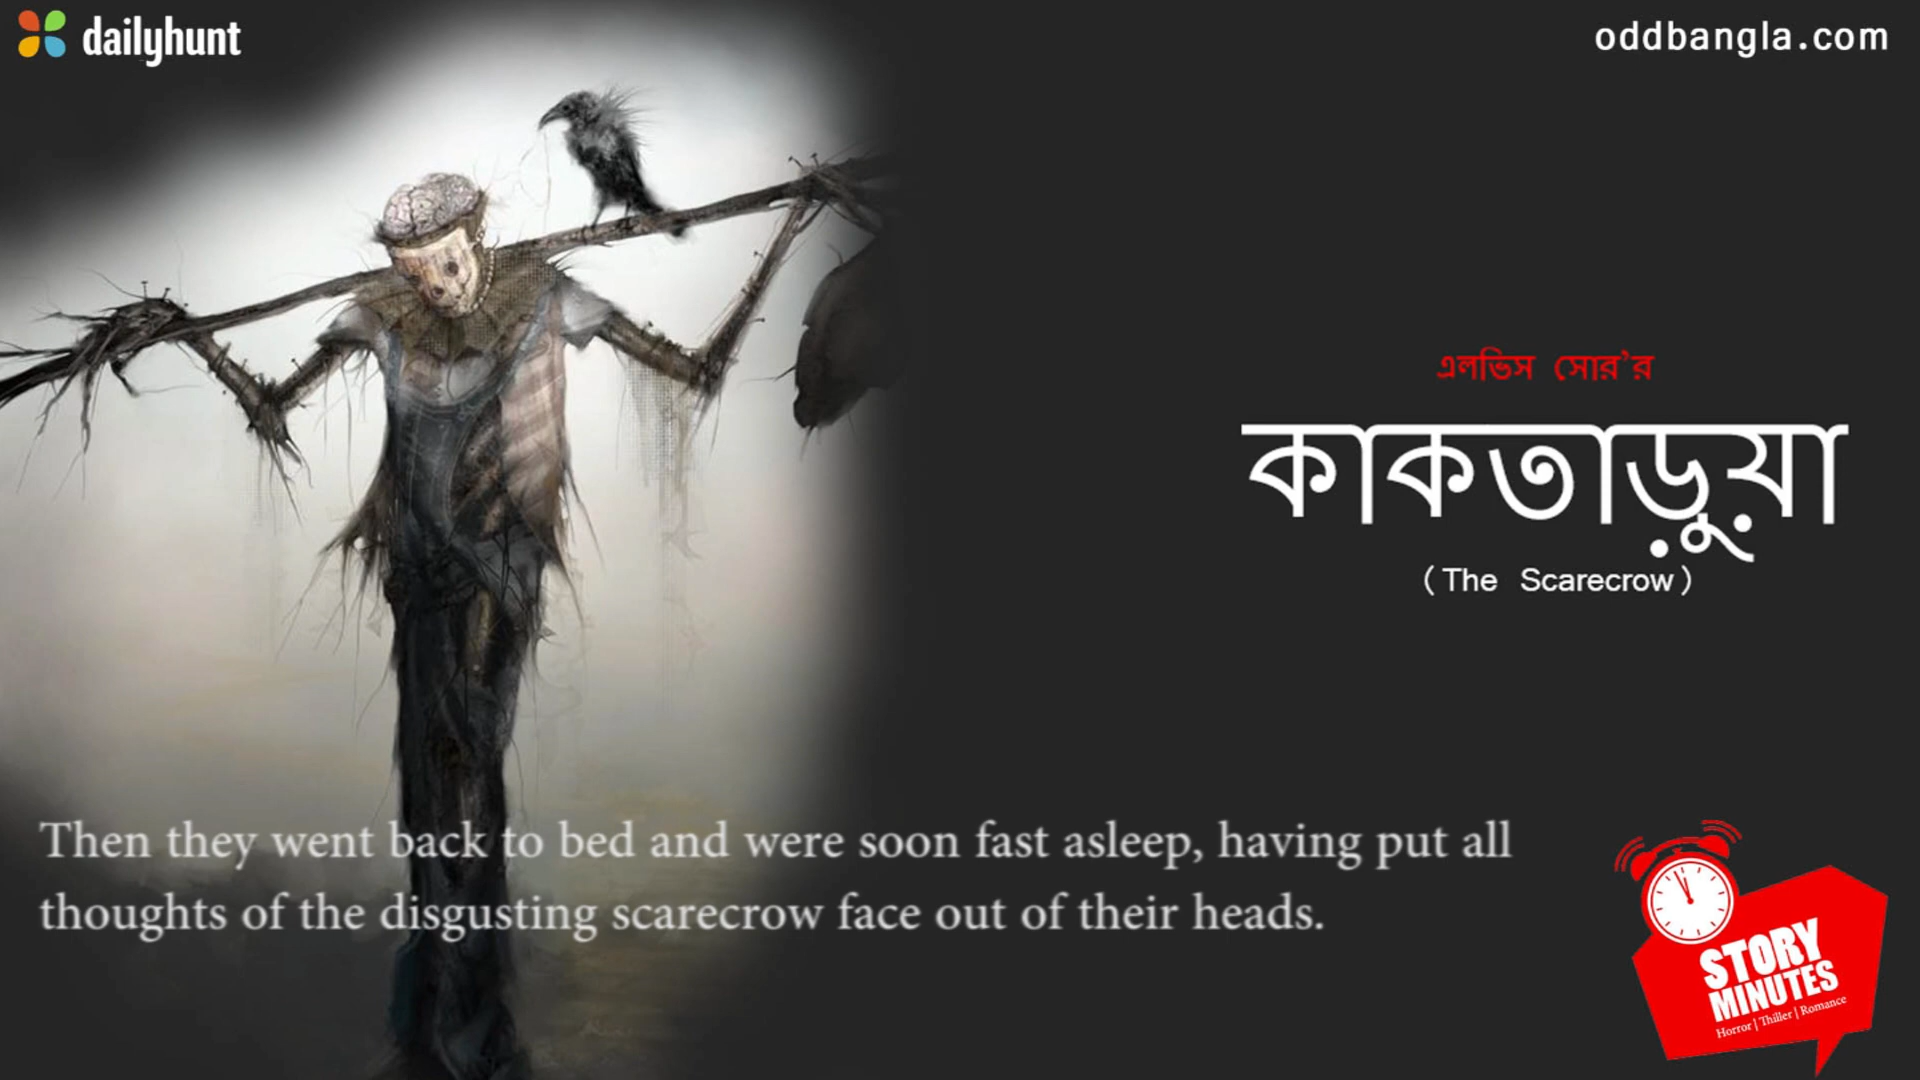 dailyhunt
oddbangla.com
এলভিস সোর'র
কাকতাড়ুয়া
(The Scarecrow)
Then they went back to bed and were soon fast asleep, having put all
thoughts of the disgusting scarecrow face out of their heads.
STORY
MINUTES
Horror | Thiller | Romance